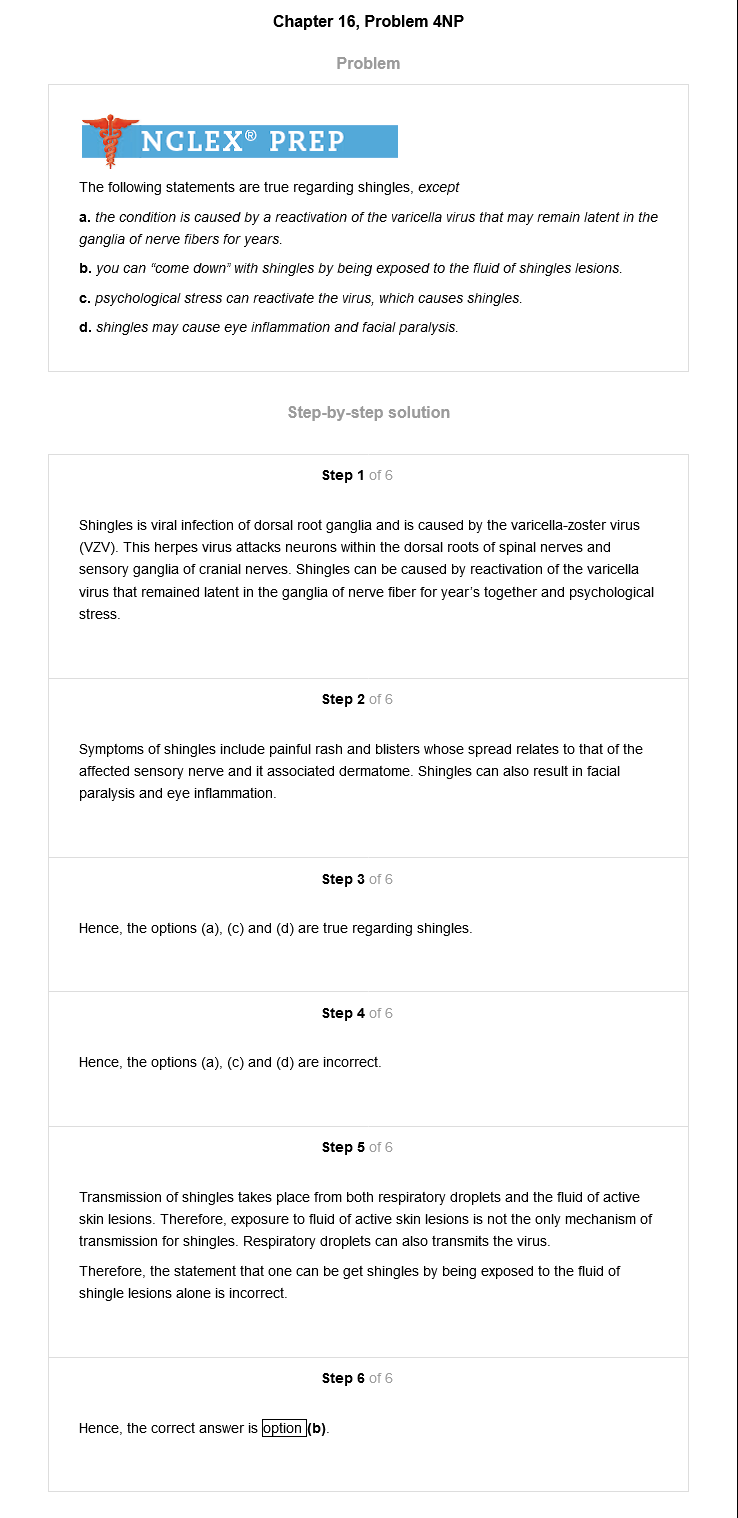 Chapter 16, Problem 4NP
Problem
NCLEX® PREP
The following statements are true regarding shingles, except
a. the condition is caused by a reactivation of the varicella virus that may remain latent in the
ganglia of nerve fibers for years.
b. you can “come down” with shingles by being exposed to the fluid of shingles lesions.
c. psychological stress can reactivate the virus, which causes shingles.
d. shingles may cause eye inflammation and facial paralysis.
Step-by-step solution
Step 1 of 6
Shingles is viral infection of dorsal root ganglia and is caused by the varicella-zoster virus
(VZV). This herpes virus attacks neurons within the dorsal roots of spinal nerves and
sensory ganglia of cranial nerves. Shingles can be caused by reactivation of the varicella
virus that remained latent in the ganglia of nerve fiber for year’s together and psychological
stress.
Step 2 of 6
Symptoms of shingles include painful rash and blisters whose spread relates to that of the
affected sensory nerve and it associated dermatome. Shingles can also result in facial
paralysis and eye inflammation.
Step 3 of 6
Hence, the options (a), (c) and (d) are true regarding shingles.
Step 4 of 6
Hence, the options (a), (c) and (d) are incorrect.
Step 5 of 6
Transmission of shingles takes place from both respiratory droplets and the fluid of active
skin lesions. Therefore, exposure to fluid of active skin lesions is not the only mechanism of
transmission for shingles. Respiratory droplets can also transmits the virus.
Therefore, the statement that one can be get shingles by being exposed to the fluid of
shingle lesions alone is incorrect.
Step 6 of 6
Hence, the correct answer is option (b).